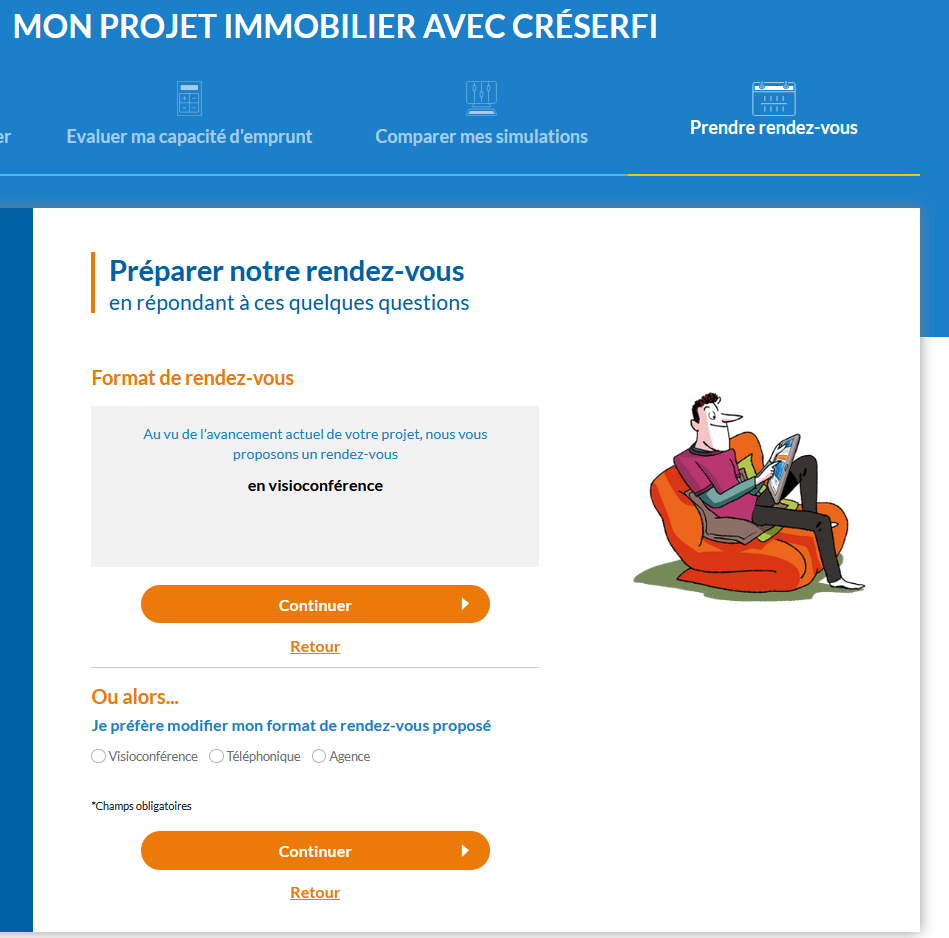 MON PROJET IMMOBILIER AVEC CRÉSERFI
er
Evaluer ma capacité d'emprunt
Comparer mes simulations
Prendre rendez-vous
Préparer notre rendez-vous
en répondant à ces quelques questions
Format de rendez-vous
Au vu de l'avancement actuel de votre projet, nous vous
proposons un rendez-vous
en visioconférence
Continuer
Retour
Ou alors...
Je préfère modifier mon format de rendez-vous proposé
Visioconférence Téléphonique Agence
*Champs obligatoires
Continuer
Retour